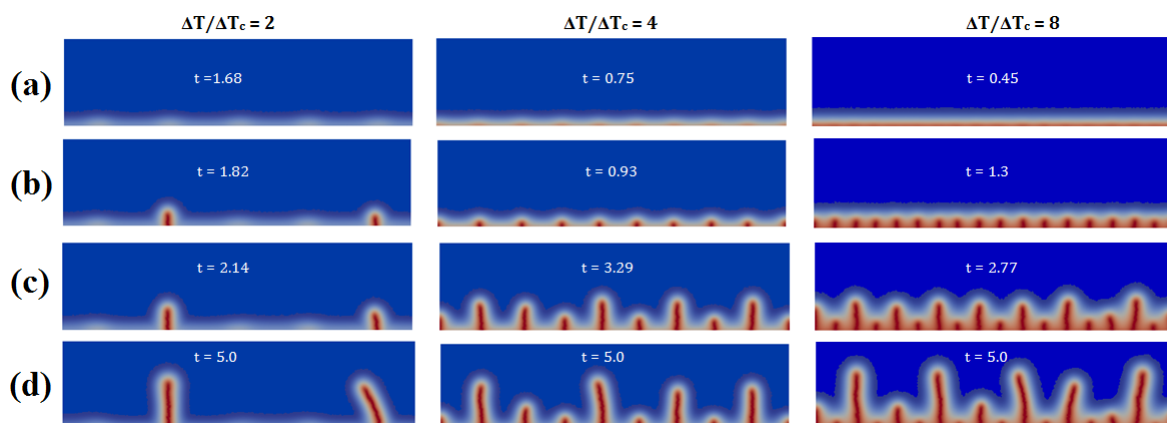 ΔT/ΔTc = 2 ΔT/ΔTc = 4 ΔT/ΔTc = 8
(a) t =1.68 t = 0.75 t = 0.45
(b) t = 1.82 t = 0.93 t = 1.3
(c) t = 2.14 t = 3.29 t = 2.77
(d) t = 5.0 t = 5.0 t = 5.0